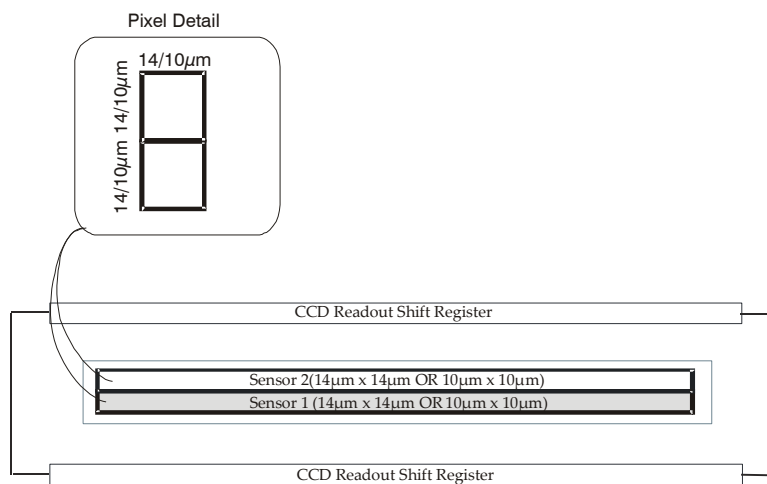 Pixel Detail
14/10µm
14/10µm 14/10µm
CCD Readout Shift Register
Sensor 2(14µm x 14µm OR 10µm x 10µm)
Sensor 1 (14µm x 14µm OR 10µm x 10µm)
CCD Readout Shift Register